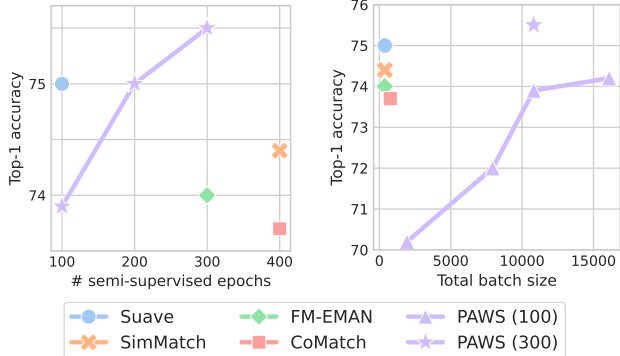 Top-1 accuracy
75
74
100 200 300 400
# semi-supervised epochs
Top-1 accuracy
76
75
74
73
72
71
70
0 5000 10000 15000
Total batch size
Suave FM-EMAN PAWS (100)
SimMatch CoMatch PAWS (300)